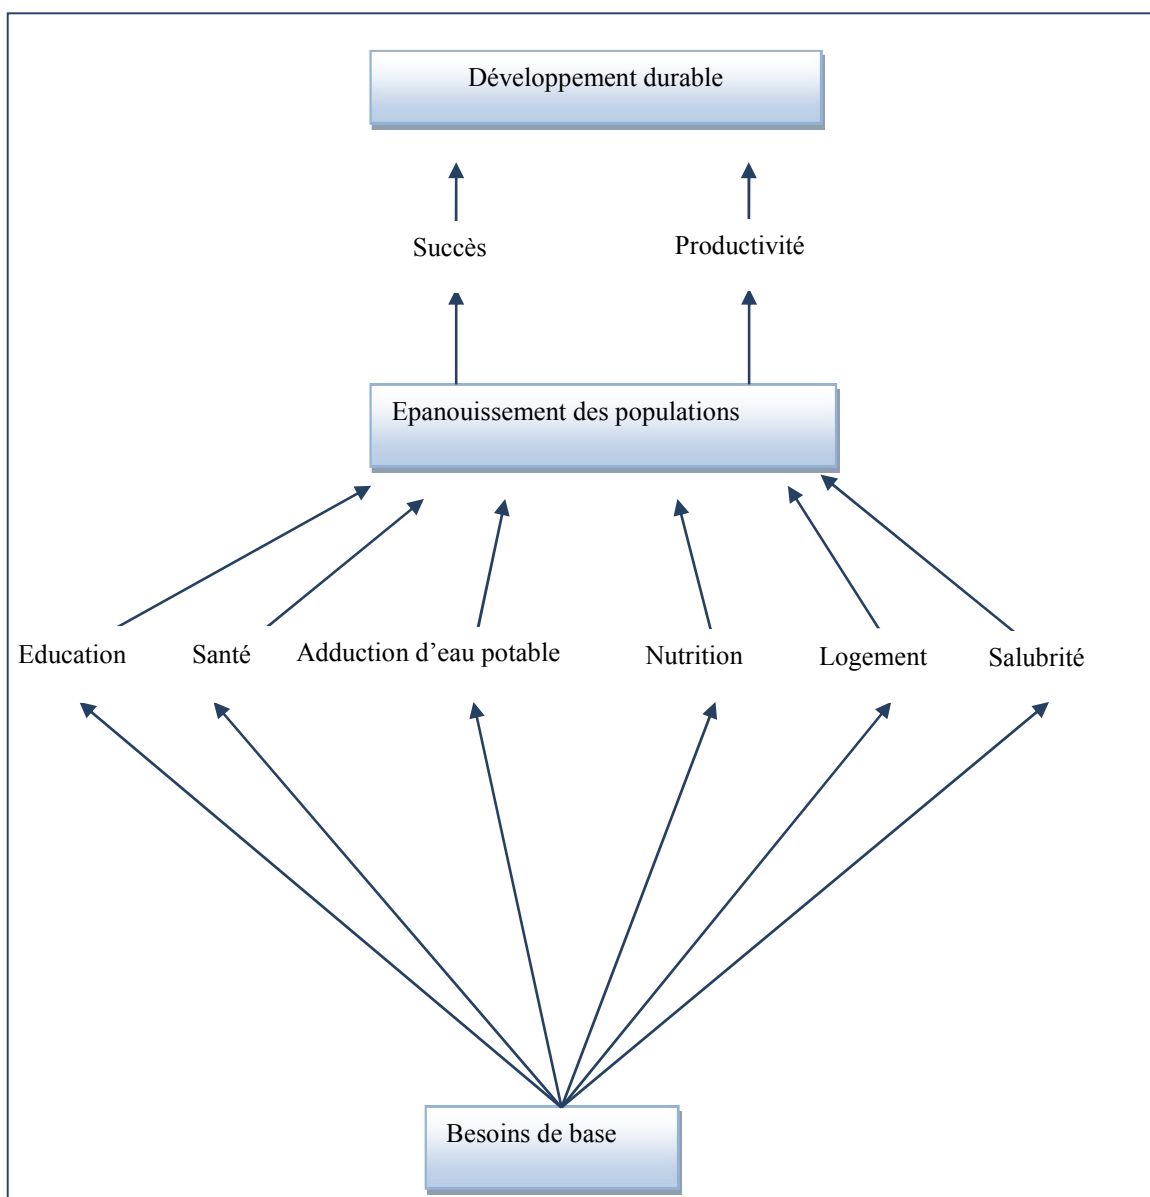 Développement durable
Succès
Productivité
Epanouissement des populations
Education
Santé
Adduction d’eau potable
Nutrition
Logement
Salubrité
Besoins de base